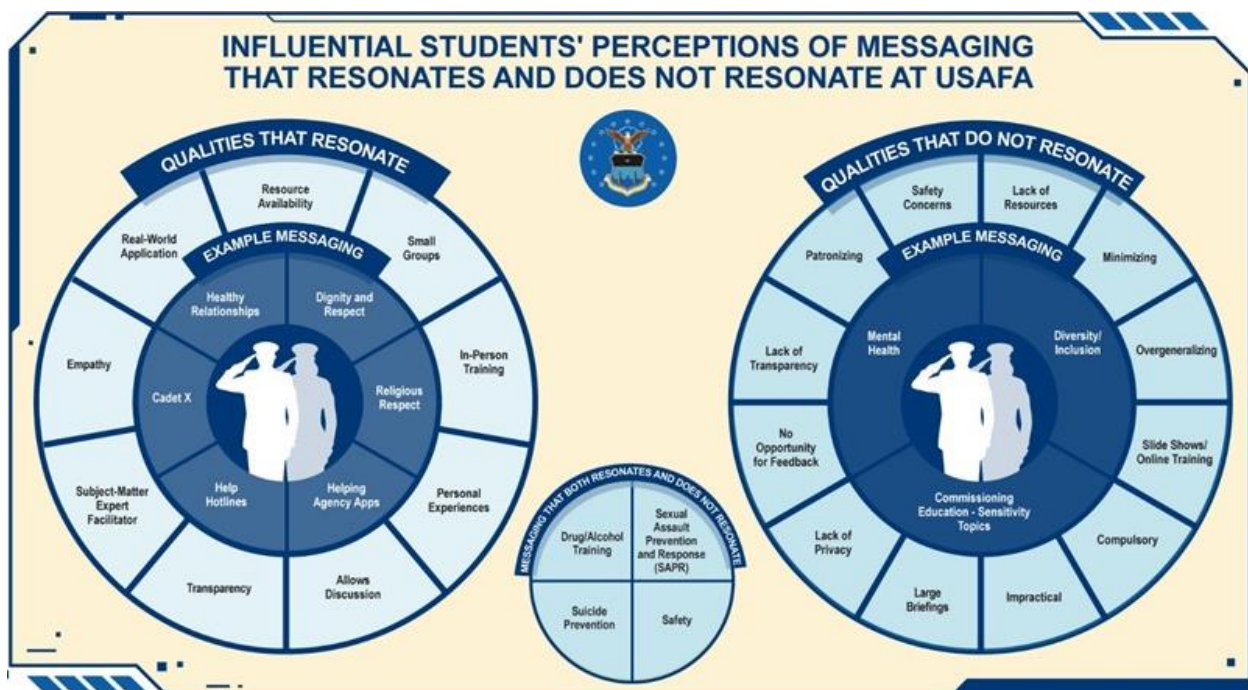 INFLUENTIAL STUDENTS' PERCEPTIONS OF MESSAGING
THAT RESONATES AND DOES NOT RESONATE AT USAFA
QUALITIES THAT RESONATE
Resource
Availability
Small
Groups
In-Person
Training
Personal
Experiences
Allows
Discussion
Transparency
Subject-Matter
Expert
Facilitator
Empathy
Real-World
Application
EXAMPLE MESSAGING
Healthy
Relationships
Dignity and
Respect
Religious
Respect
Helping
Agency Apps
Help
Hotlines
Cadet X
MESSAGING THAT BOTH RESONATES AND DOES NOT RESONATE
Drug/Alcohol
Training
Sexual
Assault
Prevention
and Response
(SAPR)
Suicide
Prevention
Safety
QUALITIES THAT DO NOT RESONATE
Safety
Concerns
Lack of
Resources
Minimizing
Overgeneralizing
Slide Shows/
Online Training
Compulsory
Impractical
Large
Briefings
Lack of
Privacy
No
Opportunity
for Feedback
Lack of
Transparency
Patronizing
EXAMPLE MESSAGING
Mental
Health
Diversity/
Inclusion
Commissioning
Education - Sensitivity
Topics